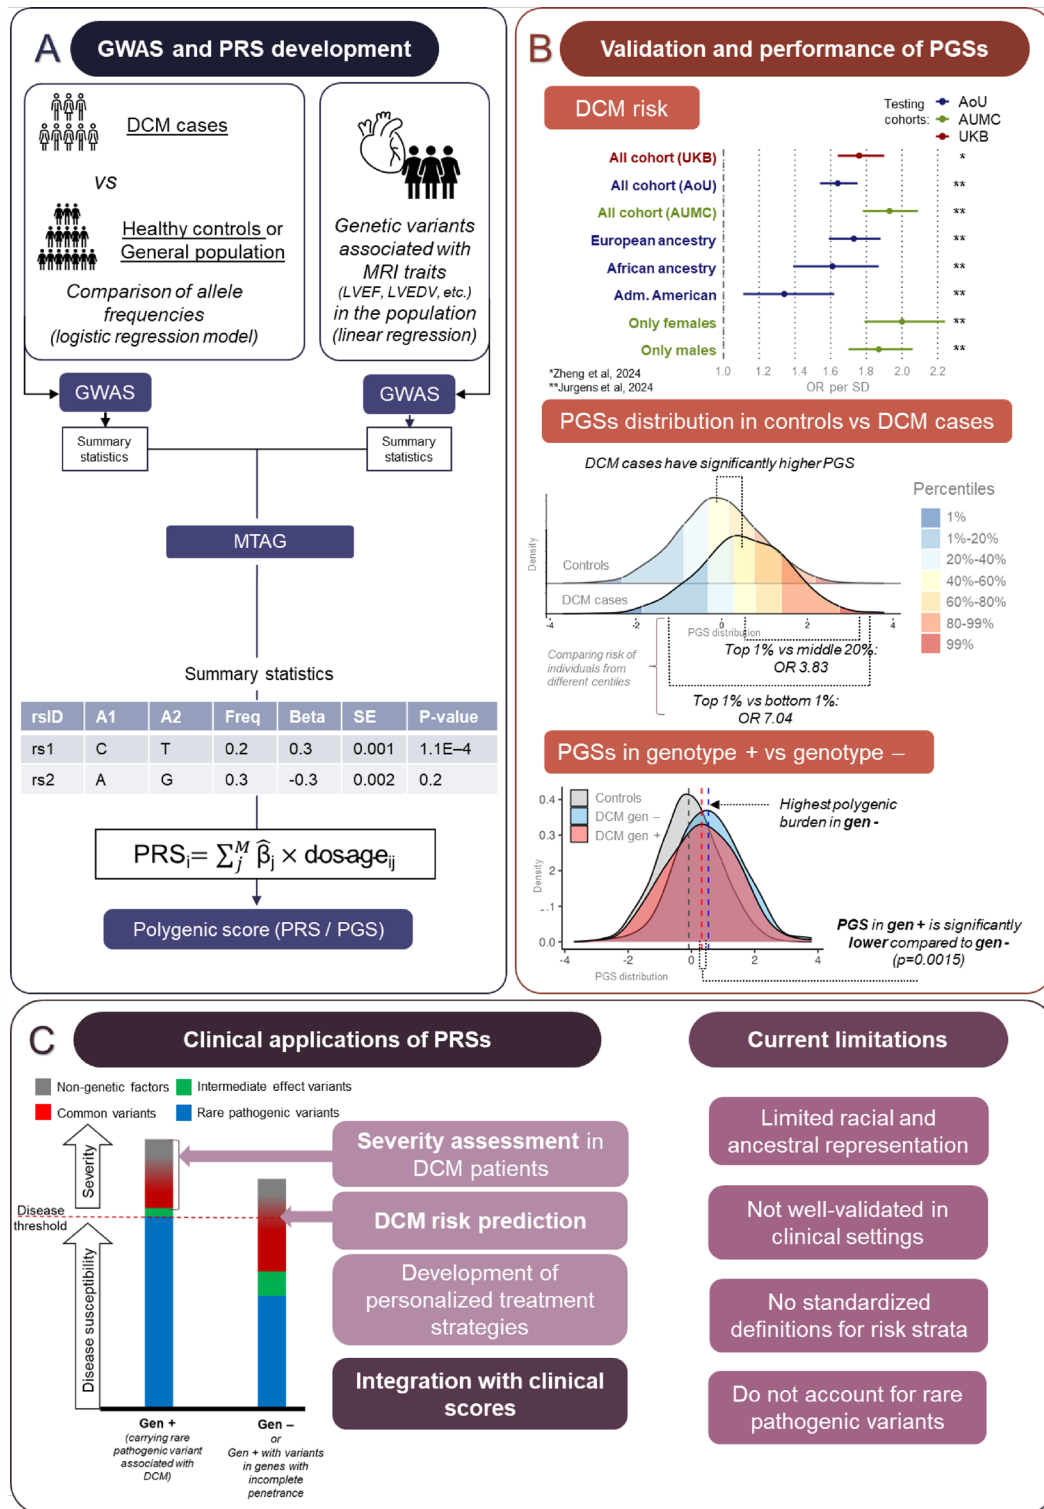 A GWAS and PRS development
DCM cases
vs
Healthy controls or
General population
Comparison of allele
frequencies
(logistic regression model)
Genetic variants
associated with
MRI traits
(LVEF, LVEDV, etc.)
in the population
(linear regression)
GWAS
GWAS
Summary
statistics
Summary
statistics
MTAG
Summary statistics
rsID A1 A2 Freq Beta SE P-value
rs1 C T 0.2 0.3 0.001 1.1E–4
rs2 A G 0.3 -0.3 0.002 0.2
PRSᵢ= ∑ⱼᴹ β̂ⱼ × dosageᵢⱼ
Polygenic score (PRS / PGS)
B Validation and performance of PGSs
DCM risk
Testing
cohorts:
AoU
AUMC
UKB
All cohort (UKB) *
All cohort (AoU) **
All cohort (AUMC) **
European ancestry **
African ancestry **
Adm. American **
Only females **
Only males **
1.0 1.2 1.4 1.6 1.8 2.0 2.2
OR per SD
*Zheng et al, 2024
**Jurgens et al, 2024
PGSs distribution in controls vs DCM cases
DCM cases have significantly higher PGS
Density
Controls
DCM cases
-4 -2 0 2 4
PGS distribution
Percentiles
1%
1%-20%
20%-40%
40%-60%
60%-80%
80-99%
99%
Comparing risk of
individuals from
different centiles
Top 1% vs middle 20%:
OR 3.83
Top 1% vs bottom 1%:
OR 7.04
PGSs in genotype + vs genotype –
Controls
DCM gen –
DCM gen +
0.4
0.3
2
-.1
0.0
Density
-4 -2 0 2 4
PGS distribution
Highest polygenic
burden in gen -
PGS in gen + is significantly
lower compared to gen -
(p=0.0015)
C Clinical applications of PRSs
Non-genetic factors
Intermediate effect variants
Common variants
Rare pathogenic variants
Severity
Disease
threshold
Disease susceptibility
Gen +
(carrying rare
pathogenic variant
associated with
DCM)
Gen –
or
Gen + with variants
in genes with
incomplete
penetrance
Severity assessment in
DCM patients
DCM risk prediction
Development of
personalized treatment
strategies
Integration with clinical
scores
Current limitations
Limited racial and
ancestral representation
Not well-validated in
clinical settings
No standardized
definitions for risk strata
Do not account for rare
pathogenic variants